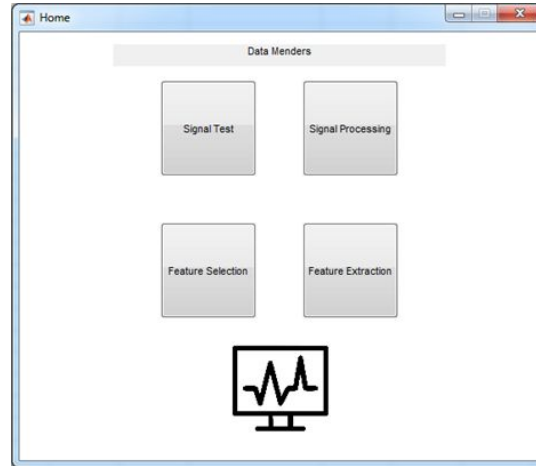 Home
Data Menders
Signal Test
Signal Processing
Feature Selection
Feature Extraction